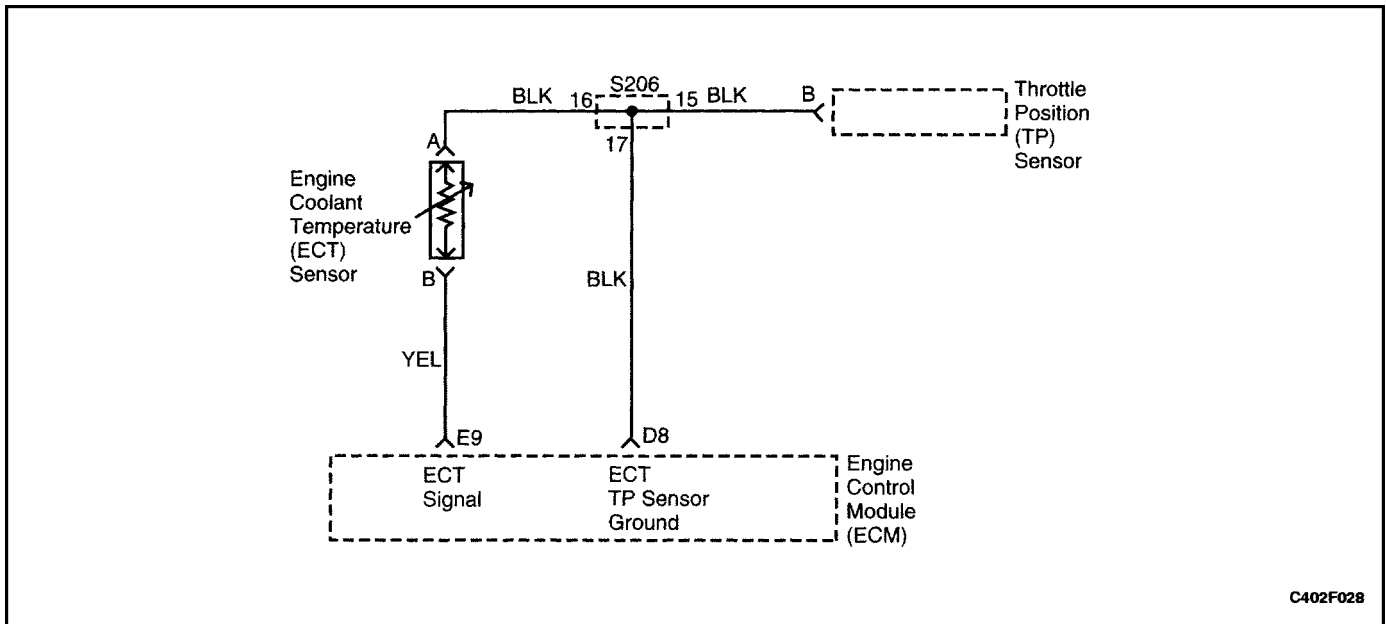 S206
BLK
16
15
BLK
B
Throttle
Position
(TP)
Sensor
17
A
Engine
Coolant
Temperature
(ECT)
Sensor
B
BLK
YEL
E9
D8
ECT
Signal
ECT
TP Sensor
Ground
Engine
Control
Module
(ECM)
C402F028